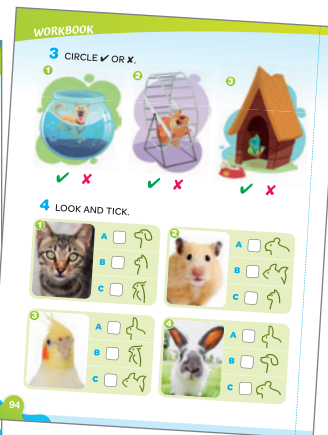 WORKBOOK
3 CIRCLE ✔ OR ✘.
1
2
3
✔ ✘
✔ ✘
✔ ✘
4 LOOK AND TICK.
1
A
B
C
2
A
B
C
3
A
B
C
4
A
B
C
94